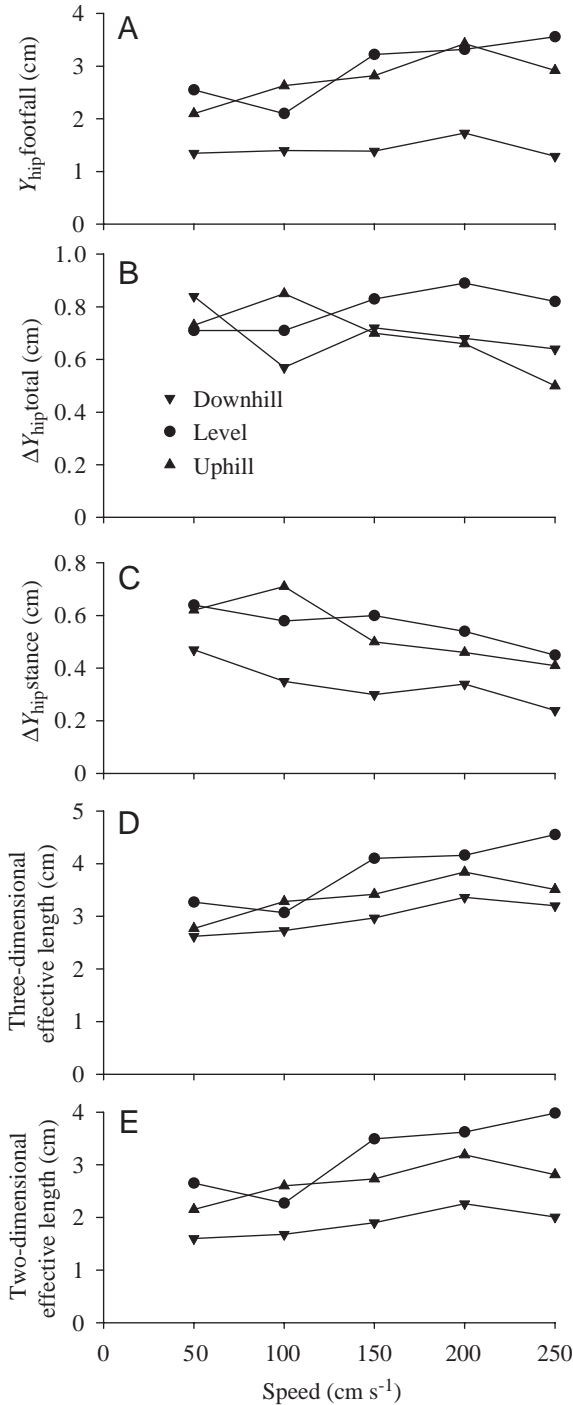 A
4
3
2
1
0
Y_hip footfall (cm)
B
1.0
0.8
0.6
0.4
0.2
0
ΔY_hip total (cm)
Downhill
Level
Uphill
C
0.8
0.6
0.4
0.2
0
ΔY_hip stance (cm)
D
5
4
3
2
1
0
Three-dimensional
effective length (cm)
E
4
3
2
1
0
Two-dimensional
effective length (cm)
0 50 100 150 200 250
Speed (cm s⁻¹)